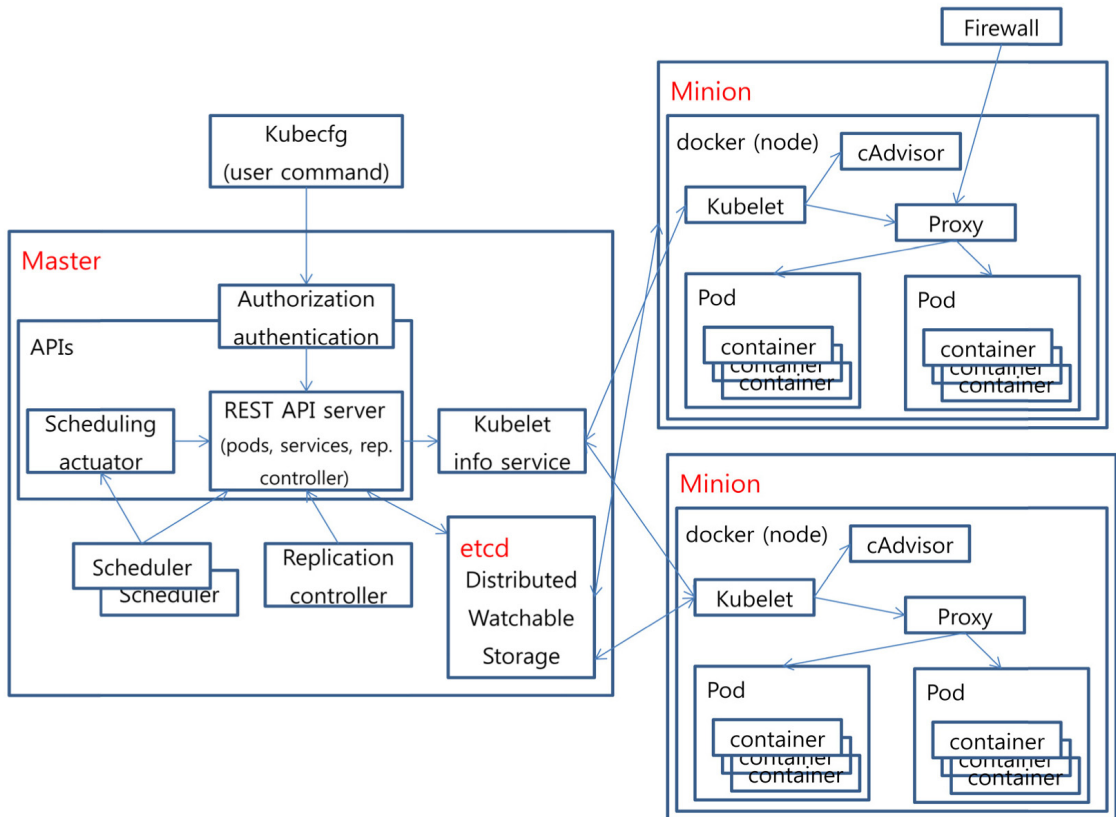 Firewall
Minion
docker (node)
cAdvisor
Kubelet
Proxy
Pod
container
container
container
Pod
container
container
container
Kubecfg
(user command)
Master
Authorization
authentication
APIs
REST API server
(pods, services, rep.
controller)
Scheduling
actuator
Kubelet
info service
Scheduler
Scheduler
Replication
controller
etcd
Distributed
Watchable
Storage
Minion
docker (node)
cAdvisor
Kubelet
Proxy
Pod
container
container
container
Pod
container
container
container